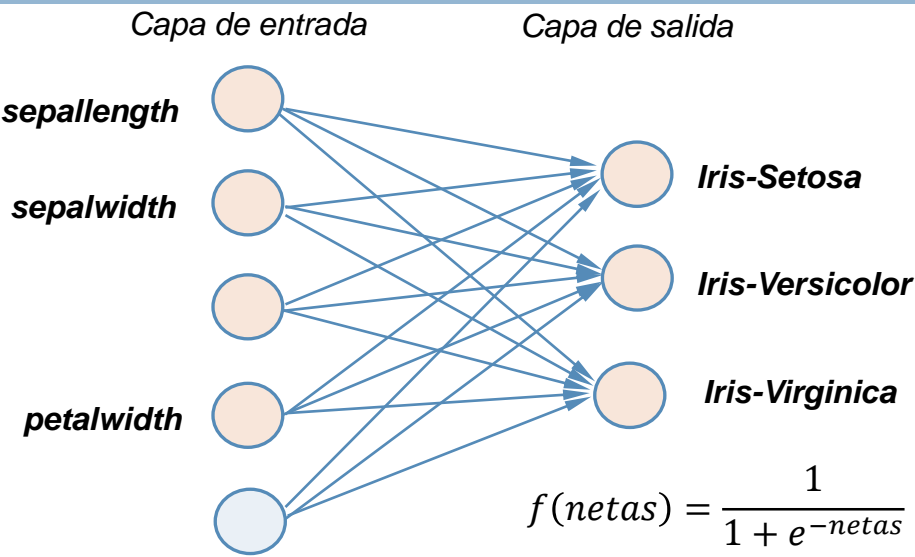 Capa de entrada
Capa de salida
sepallength
sepalwidth
petalwidth
Iris-Setosa
Iris-Versicolor
Iris-Virginica
f(netas) = 1 / (1 + e^{-netas})